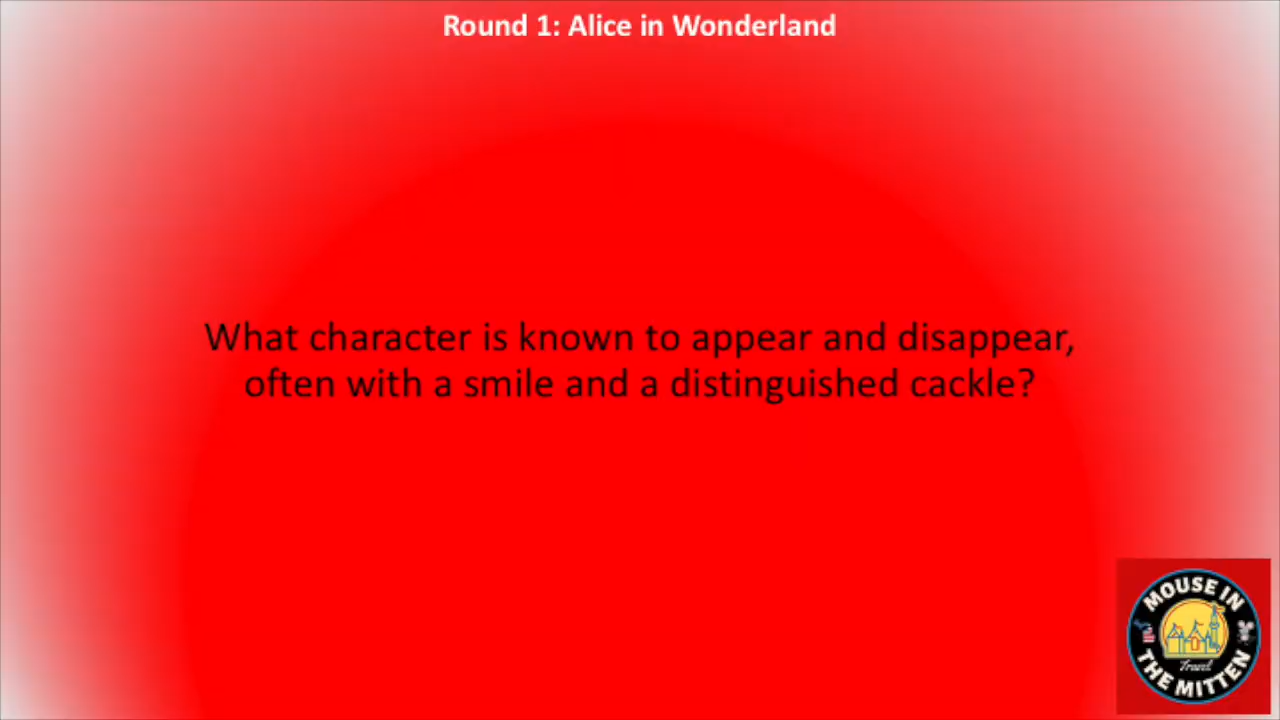 Round 1: Alice in Wonderland
What character is known to appear and disappear,
often with a smile and a distinguished cackle?
MOUSE IN
Travel
THE MITTEN